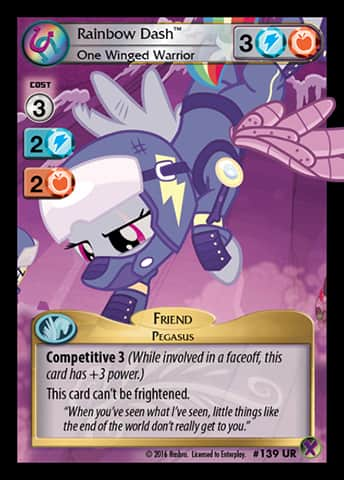 Rainbow Dash™
One Winged Warrior
3
COST
3
2
2
FRIEND
PEGASUS
Competitive 3 (While involved in a faceoff, this
card has +3 power.)
This card can't be frightened.
“When you've seen what I've seen, little things like
the end of the world don't really get to you.”
© 2016 Hasbro. Licensed to Enterplay. #139 UR